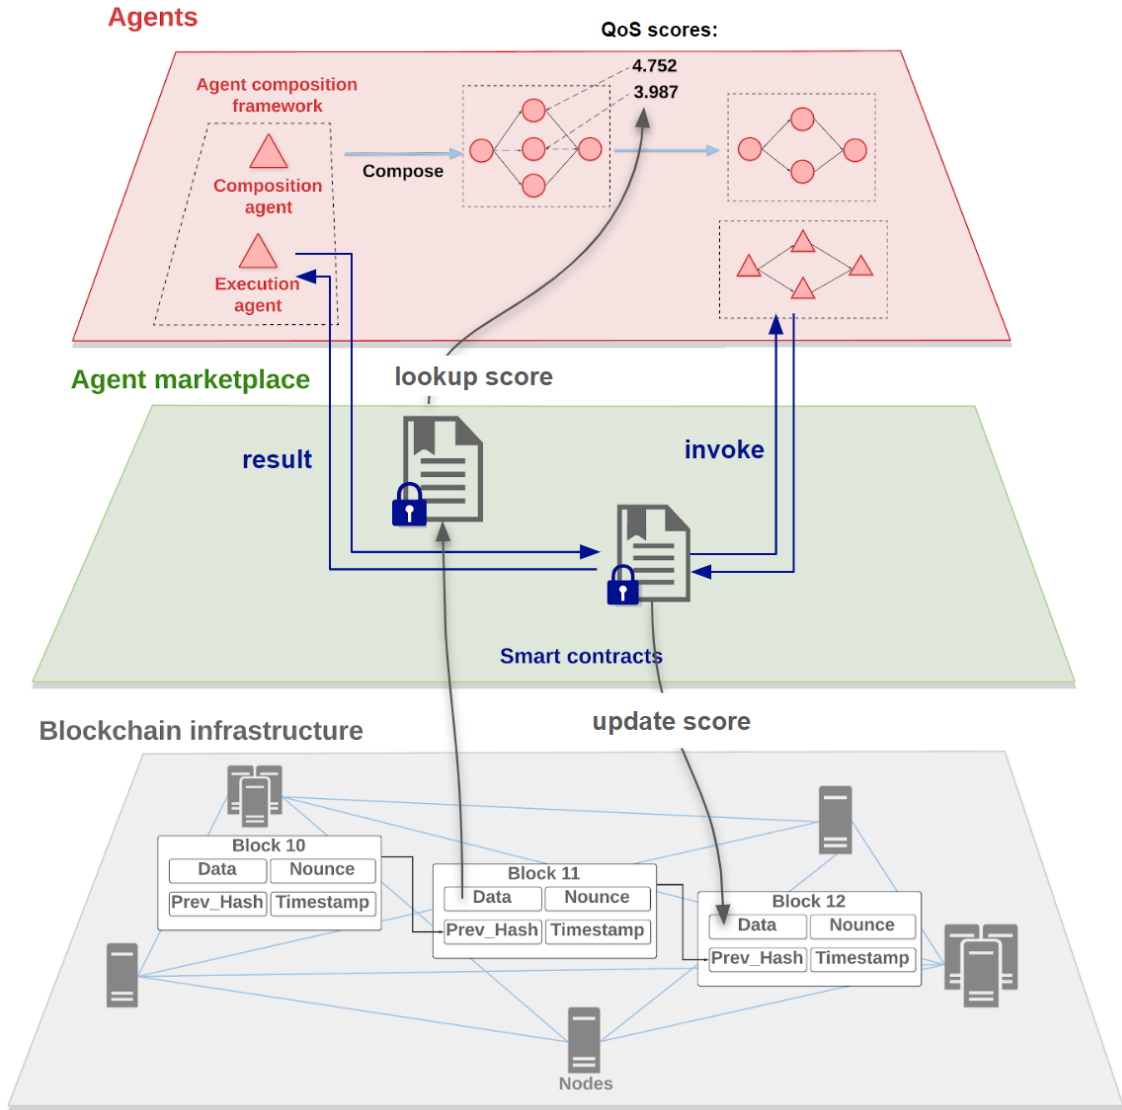 Agents
QoS scores:
4.752
3.987
Agent composition
framework
Composition
agent
Compose
Execution
agent
lookup score
Agent marketplace
result
invoke
Smart contracts
update score
Blockchain infrastructure
Block 10
Data
Nounce
Prev_Hash
Timestamp
Block 11
Data
Nounce
Prev_Hash
Timestamp
Block 12
Data
Nounce
Prev_Hash
Timestamp
Nodes